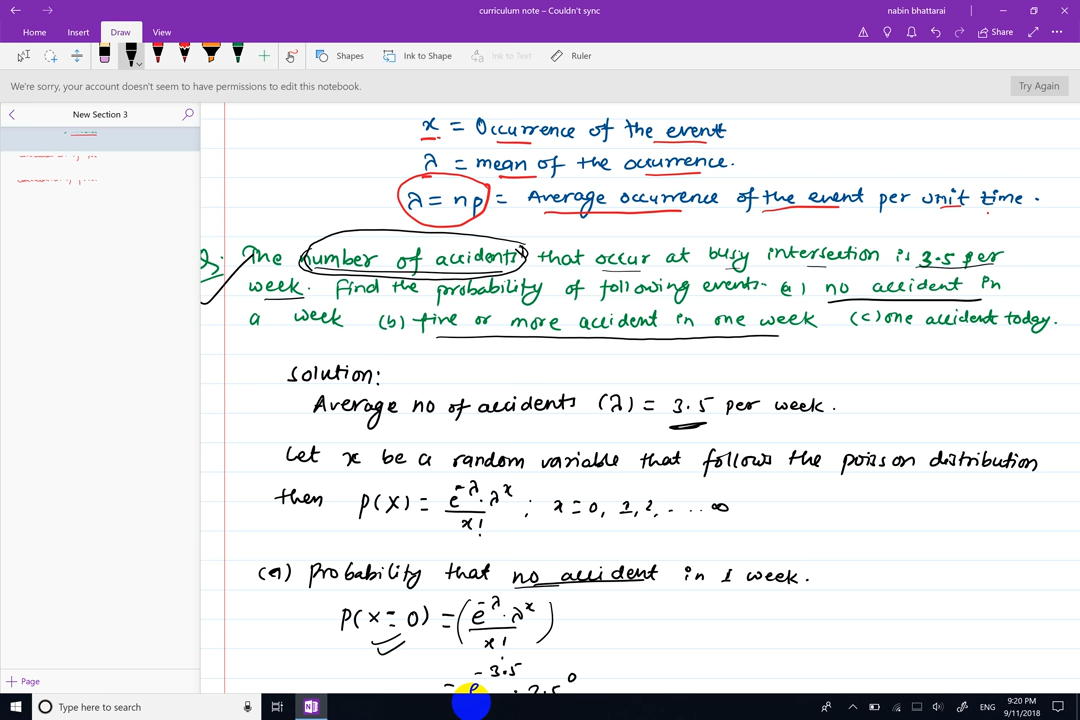 curriculum note – Couldn't sync
nabin bhattarai
Home Insert Draw View
Share
Shapes Ink to Shape Ink to Text Ruler
We're sorry, your account doesn't seem to have permissions to edit this notebook.
Try Again
New Section 3
x = Occurrence of the event
λ = mean of the ocurrence.
λ = np = Average occurrence of the event per unit time.
Q. The number of accidents that occur at busy intersection is 3.5 per
week. Find the probability of following events. (a) no accident in
a week (b) five or more accident in one week (c) one accident today.
Solution:
Average no of accidents (λ) = 3.5 per week.
Let x be a random variable that follows the poisson distribution
then P(X) = e^-λ · λ^x / x! ; x = 0, 1, 2, ..... ∞
(a) Probability that no accident in 1 week.
P(X = 0) = (e^-λ · λ^x / x!)
= e^-3.5 · 3.5^0
+ Page
Type here to search
ENG
9:20 PM
9/11/2018